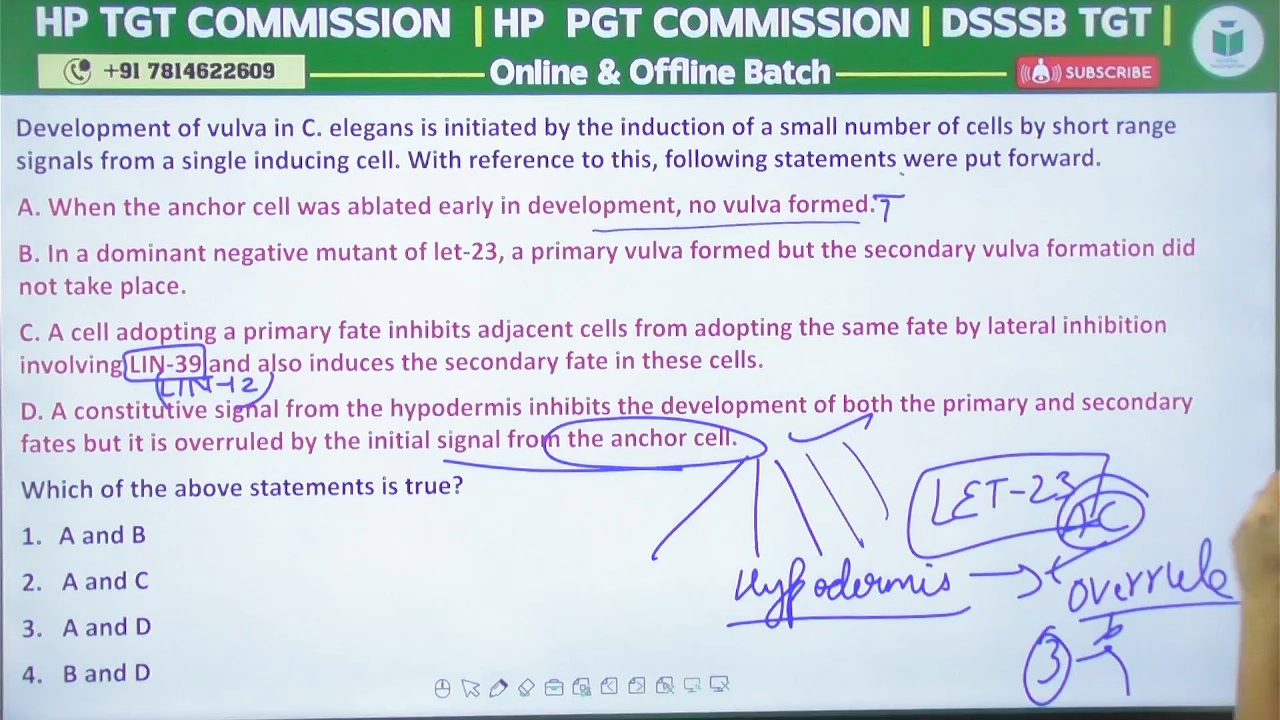 HP TGT COMMISSION | HP PGT COMMISSION | DSSSB TGT |
+91 7814622609 Online & Offline Batch SUBSCRIBE
Development of vulva in C. elegans is initiated by the induction of a small number of cells by short range
signals from a single inducing cell. With reference to this, following statements were put forward.
A. When the anchor cell was ablated early in development, no vulva formed. T
B. In a dominant negative mutant of let-23, a primary vulva formed but the secondary vulva formation did
not take place.
C. A cell adopting a primary fate inhibits adjacent cells from adopting the same fate by lateral inhibition
involving LIN-39 and also induces the secondary fate in these cells.
LIN-12
D. A constitutive signal from the hypodermis inhibits the development of both the primary and secondary
fates but it is overruled by the initial signal from the anchor cell.
Which of the above statements is true?
LET-23
AC
1. A and B
2. A and C
Hypodermis → overrule
3. A and D
3
4. B and D